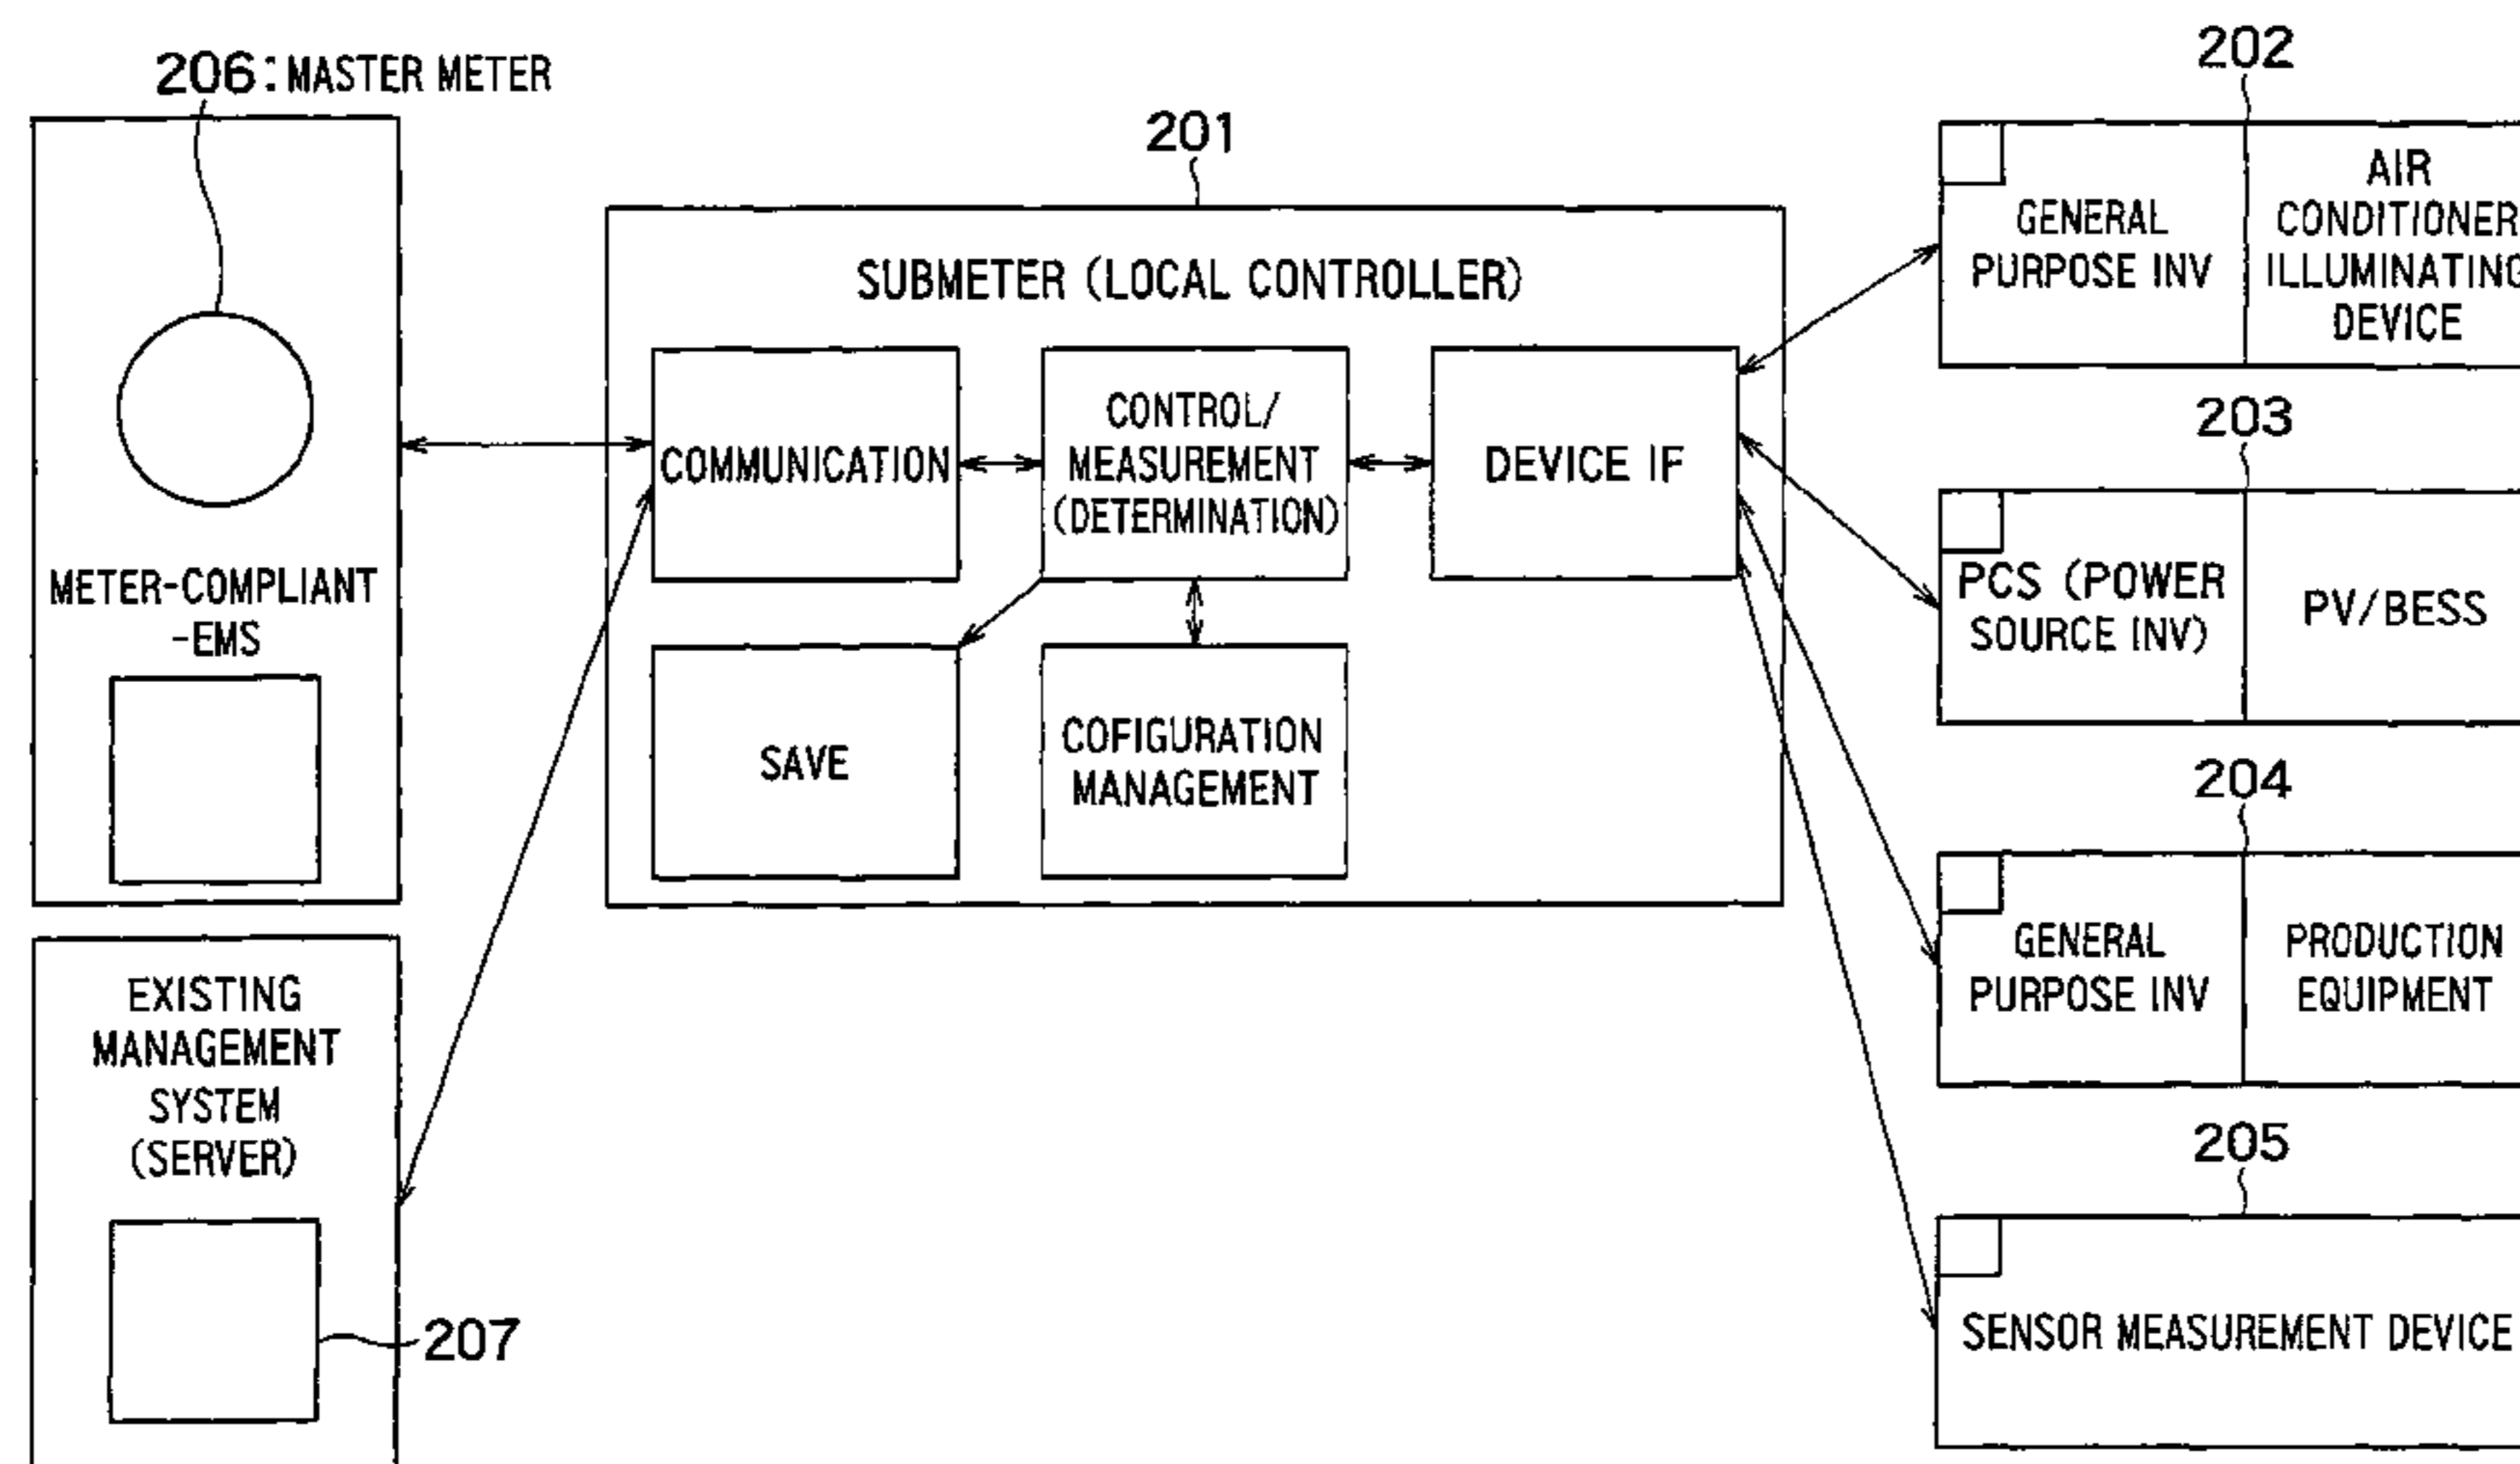 206: MASTER METER
METER-COMPLIANT
-EMS
EXISTING
MANAGEMENT
SYSTEM
(SERVER)
207
201
SUBMETER (LOCAL CONTROLLER)
COMMUNICATION
CONTROL/
MEASUREMENT
(DETERMINATION)
DEVICE IF
SAVE
COFIGURATION
MANAGEMENT
202
GENERAL
PURPOSE INV
AIR
CONDITIONER
ILLUMINATING
DEVICE
203
PCS (POWER
SOURCE INV)
PV/BESS
204
GENERAL
PURPOSE INV
PRODUCTION
EQUIPMENT
205
SENSOR MEASUREMENT DEVICE